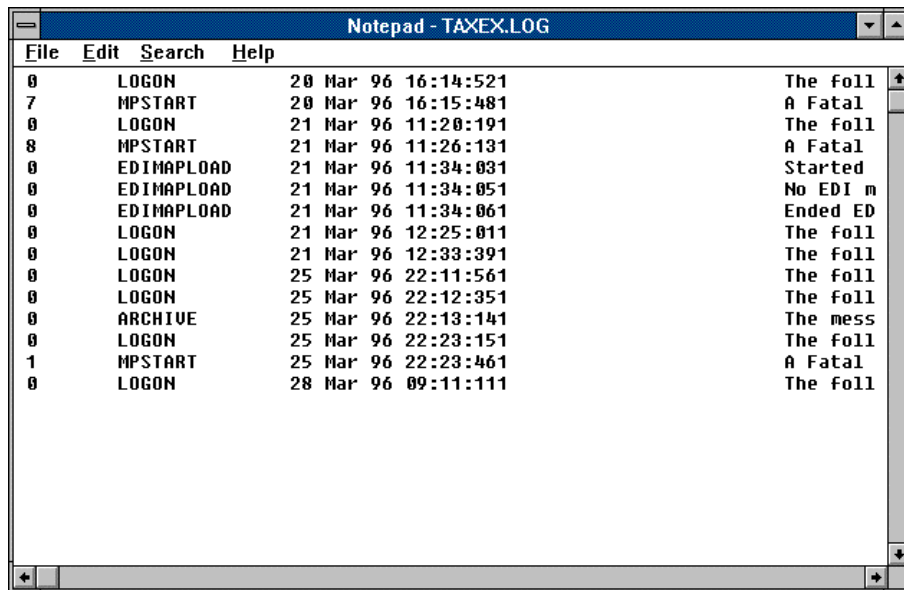 Notepad - TAXEX.LOG
File Edit Search Help
0 LOGON 20 Mar 96 16:14:521 The foll
7 MPSTART 20 Mar 96 16:15:481 A Fatal
0 LOGON 21 Mar 96 11:20:191 The foll
8 MPSTART 21 Mar 96 11:26:131 A Fatal
0 EDIMAPLOAD 21 Mar 96 11:34:031 Started
0 EDIMAPLOAD 21 Mar 96 11:34:051 No EDI m
0 EDIMAPLOAD 21 Mar 96 11:34:061 Ended ED
0 LOGON 21 Mar 96 12:25:011 The foll
0 LOGON 21 Mar 96 12:33:391 The foll
0 LOGON 25 Mar 96 22:11:561 The foll
0 LOGON 25 Mar 96 22:12:351 The foll
0 ARCHIVE 25 Mar 96 22:13:141 The mess
0 LOGON 25 Mar 96 22:23:151 The foll
1 MPSTART 25 Mar 96 22:23:461 A Fatal
0 LOGON 28 Mar 96 09:11:111 The foll